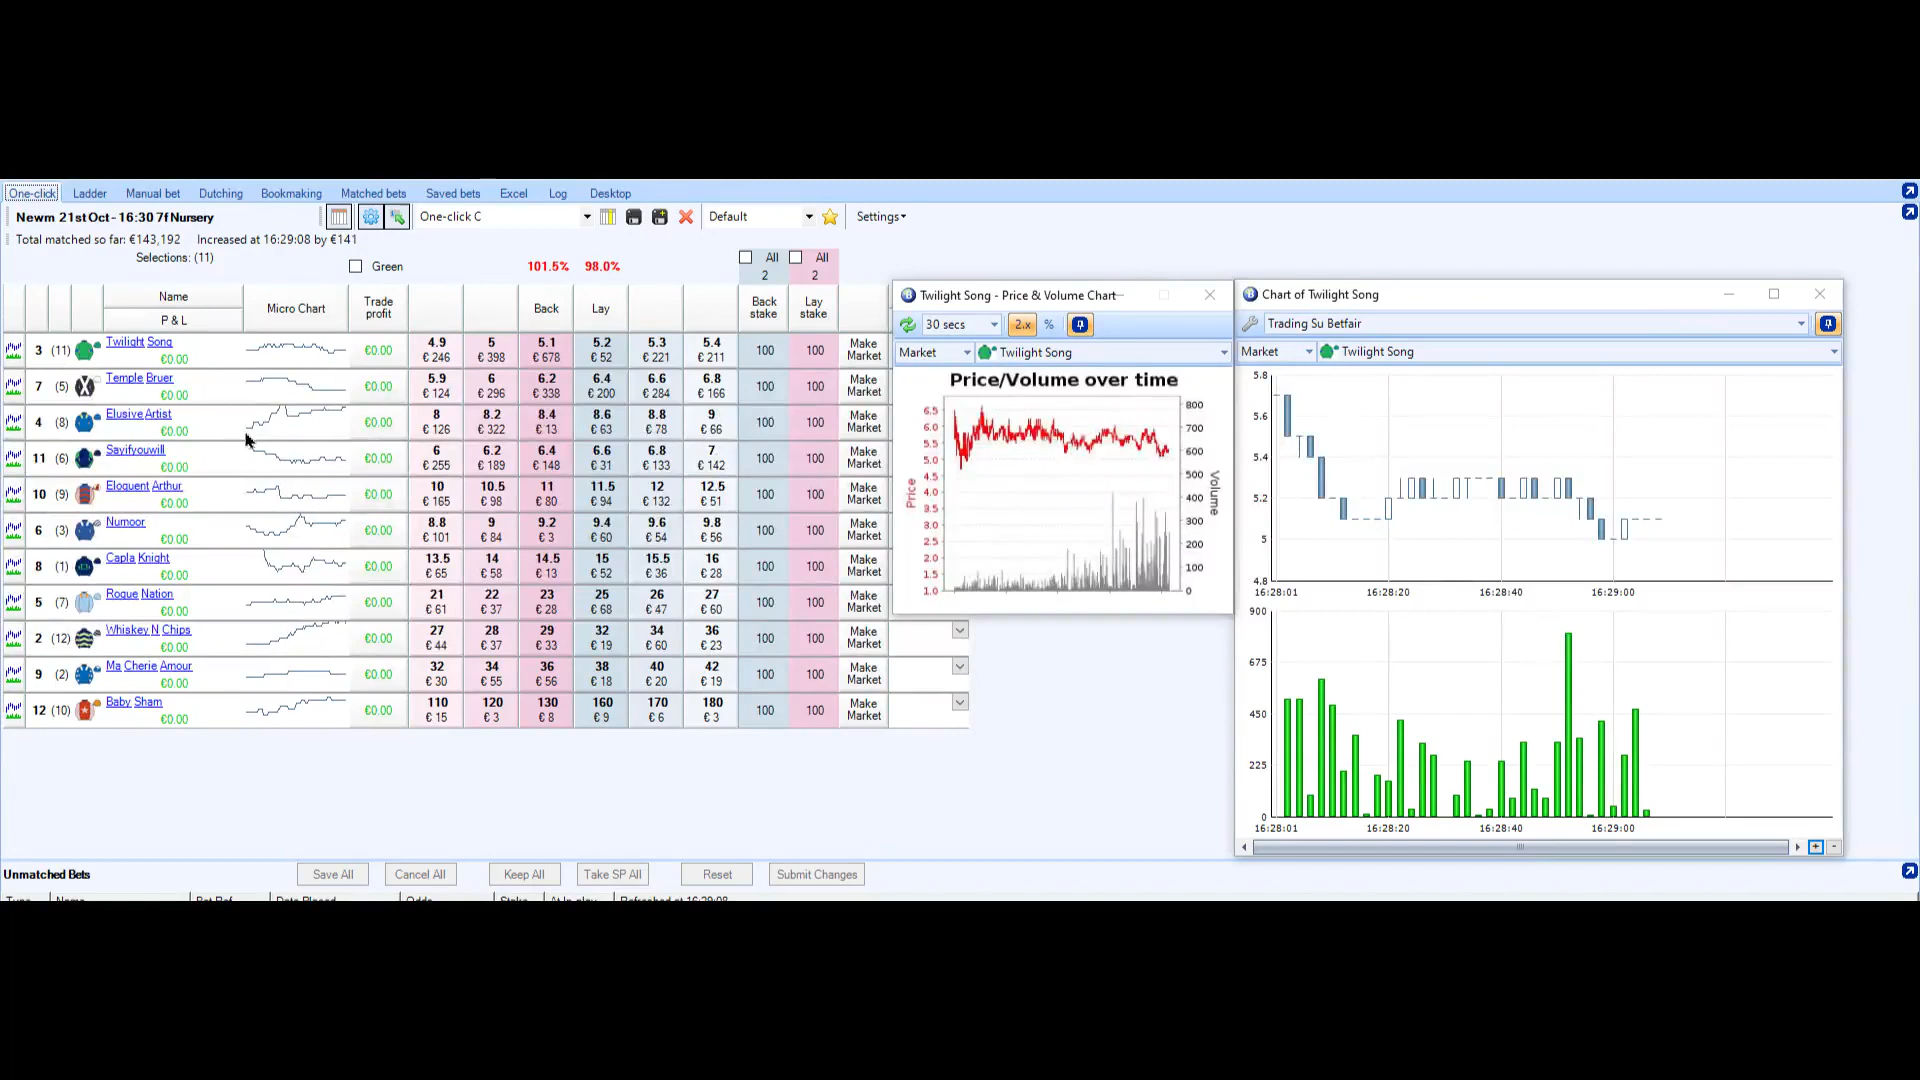 One-click Ladder Manual bet Dutching Bookmaking Matched bets Saved bets Excel Log Desktop
Newm 21st Oct - 16:30 7f Nursery One-click C Default Settings
Total matched so far: €143,192 Increased at 16:29:08 by €141
Selections: (11) Green 101.5% 98.0% All 2 All 2
Name P & L Micro Chart Trade profit Back Lay Back stake Lay stake
3 (11) Twilight Song €0.00 €0.00 4.9 5 5.1 5.2 5.3 5.4 100 100 Make Market
€ 246 € 398 € 678 € 52 € 221 € 211
7 (5) Temple Bruer €0.00 €0.00 5.9 6 6.2 6.4 6.6 6.8 100 100 Make Market
€ 124 € 296 € 338 € 200 € 284 € 166
4 (8) Elusive Artist €0.00 €0.00 8 8.2 8.4 8.6 8.8 9 100 100 Make Market
€ 126 € 322 € 13 € 63 € 78 € 66
11 (6) Sayifyouwill €0.00 €0.00 6 6.2 6.4 6.6 6.8 7 100 100 Make Market
€ 255 € 189 € 148 € 31 € 133 € 142
10 (9) Eloquent Arthur €0.00 €0.00 10 10.5 11 11.5 12 12.5 100 100 Make Market
€ 165 € 98 € 80 € 94 € 132 € 51
6 (3) Numoor €0.00 €0.00 8.8 9 9.2 9.4 9.6 9.8 100 100 Make Market
€ 101 € 84 € 3 € 60 € 54 € 56
8 (1) Capla Knight €0.00 €0.00 13.5 14 14.5 15 15.5 16 100 100 Make Market
€ 65 € 58 € 13 € 52 € 36 € 28
5 (7) Rogue Nation €0.00 €0.00 21 22 23 25 26 27 100 100 Make Market
€ 61 € 37 € 28 € 68 € 47 € 60
2 (12) Whiskey N Chips €0.00 €0.00 27 28 29 32 34 36 100 100 Make Market
€ 44 € 37 € 33 € 19 € 60 € 23
9 (2) Ma Cherie Amour €0.00 €0.00 32 34 36 38 40 42 100 100 Make Market
€ 30 € 55 € 56 € 18 € 20 € 19
12 (10) Baby Sham €0.00 €0.00 110 120 130 160 170 180 100 100 Make Market
€ 15 € 3 € 8 € 9 € 6 € 3
Twilight Song - Price & Volume Chart
30 secs 2.x %
Market Twilight Song
Price/Volume over time
6.5 6.0 5.5 5.0 4.5 4.0 3.5 3.0 2.5 2.0 1.5 1.0
Price
800 700 600 500 400 300 200 100 0
Volume
Chart of Twilight Song
Trading Su Betfair
Market Twilight Song
5.8
5.6
5.4
5.2
5
4.8
16:28:01 16:28:20 16:28:40 16:29:00
900
675
450
225
0
16:28:01 16:28:20 16:28:40 16:29:00
Unmatched Bets Save All Cancel All Keep All Take SP All Reset Submit Changes
Type Name Bet Ref Date Placed Odds Stake At In-play Refreshed at 16:29:08